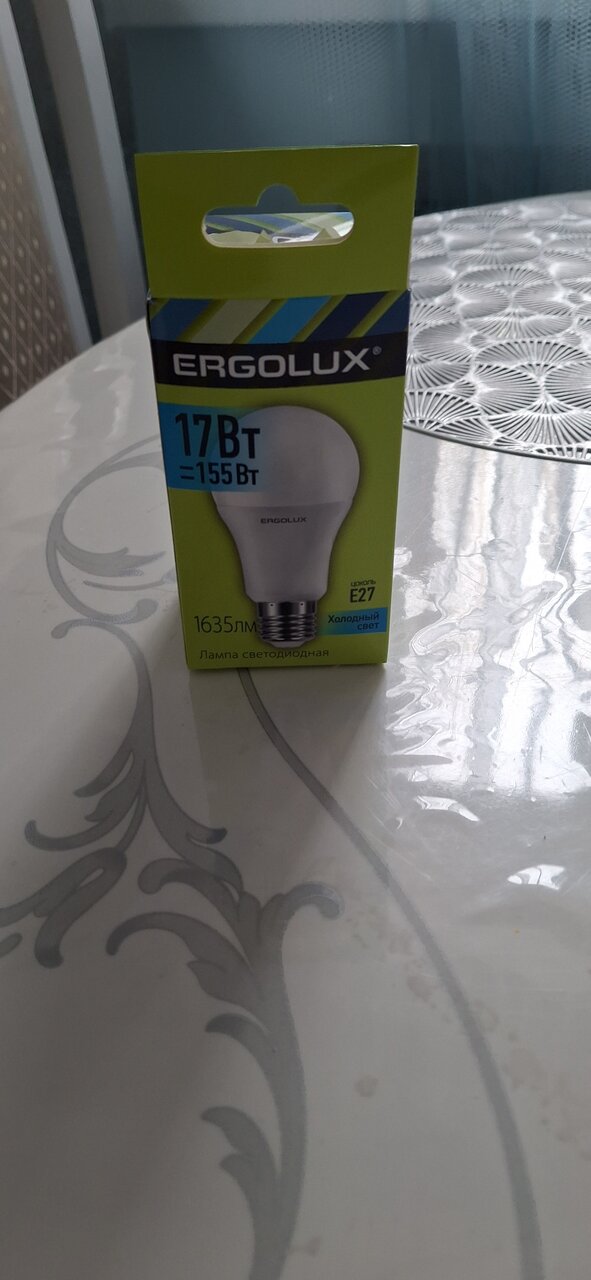 ERGOLUX®
17Вт
=155Вт
ERGOLUX
цоколь
E27
1635лм
Холодный
свет
Лампа светодиодная